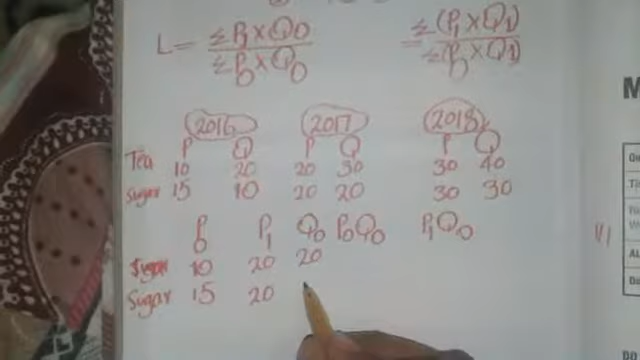 L = ΣP₁×Q₀ / ΣP₀×Q₀ = Σ(P₁×Q₁) / Σ(P₀×Q₁)
2016 2017 2018
P Q P Q P Q
Tea 10 20 20 30 30 40
Sugar 15 10 20 20 30 30
P₀ P₁ Q₀ P₀Q₀ P₁Q₀
10 20 20
Sugar 15 20
M